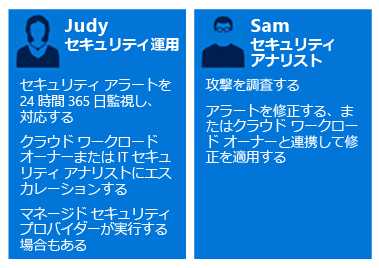 Judy
セキュリティ運用
セキュリティ アラートを
24 時間 365 日監視し、
対応する
クラウド ワークロード
オーナーまたは IT セキュ
リティ アナリストにエス
カレーションする
マネージド セキュリティ
プロバイダーが実行する
場合もある
Sam
セキュリティ
アナリスト
攻撃を調査する
アラートを修正する、ま
たはクラウド ワークロー
ド オーナーと連携して修
正を適用する